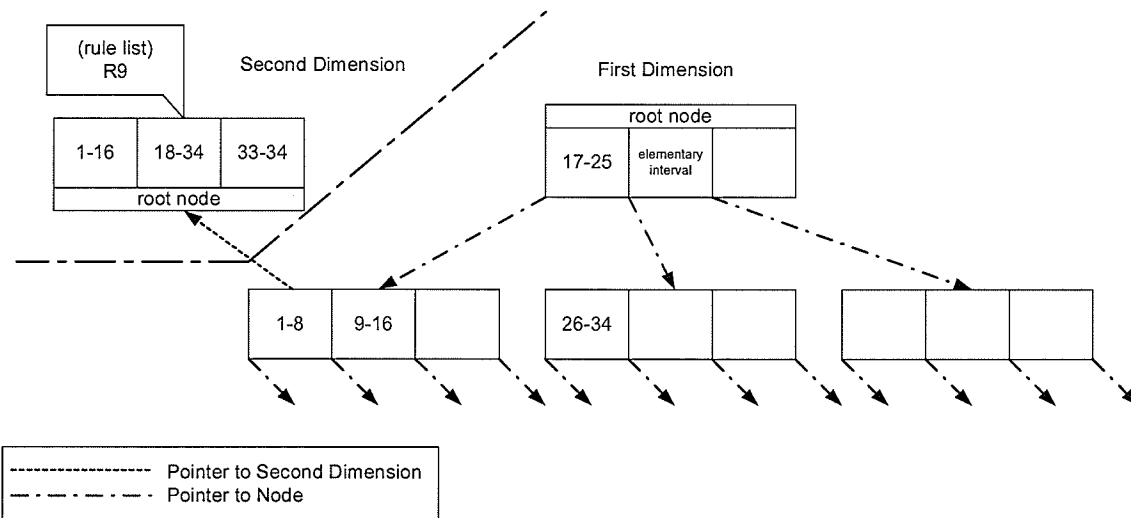 (rule list)
R9
Second Dimension
First Dimension
root node
1-16
18-34
33-34
17-25
elementary
interval
root node
1-8
9-16
26-34
Pointer to Second Dimension
Pointer to Node